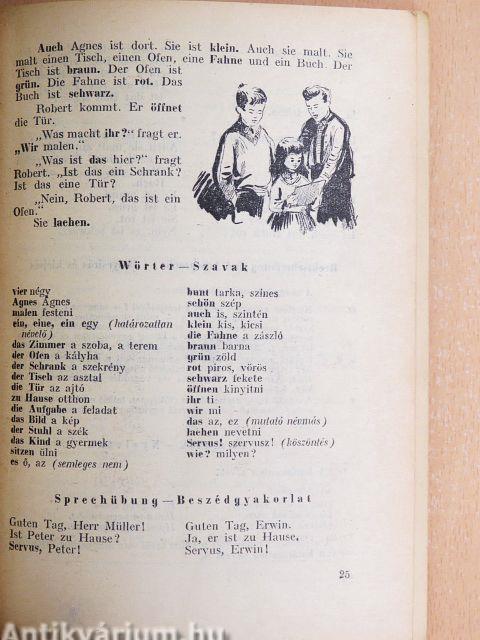 Auch Agnes ist dort. Sie ist klein. Auch sie malt. Sie
malt einen Tisch, einen Ofen, eine Fahne und ein Buch. Der
Tisch ist braun. Der Ofen ist
grün. Die Fahne ist rot. Das
Buch ist schwarz.
Robert kommt. Er öffnet
die Tür.
„Was macht ihr?“ fragt er.
„Wir malen.“
„Was ist das hier?“ fragt
Robert. „Ist das ein Schrank?
Ist das eine Tür?
„Nein, Robert, das ist ein
Ofen.“
Sie lachen.
Wörter — Szavak
vier négy
Agnes Ágnes
malen festeni
ein, eine, ein egy (határozatlan
névelő)
das Zimmer a szoba, a terem
der Ofen a kályha
der Schrank a szekrény
der Tisch az asztal
die Tür az ajtó
zu Hause otthon
die Aufgabe a feladat
das Bild a kép
der Stuhl a szék
das Kind a gyermek
sitzen ülni
es ő, az (semleges nem)
bunt tarka, színes
schön szép
auch is, szintén
klein kis, kicsi
die Fahne a zászló
braun barna
grün zöld
rot piros, vörös
schwarz fekete
öffnen kinyitni
ihr ti
wir mi
das az, ez (mutató névmás)
lachen nevetni
Servus! szervusz! (köszöntés)
wie? milyen?
Sprechübung — Beszédgyakorlat
Guten Tag, Herr Müller!
Ist Peter zu Hause?
Servus, Peter!
Guten Tag, Erwin.
Ja, er ist zu Hause.
Servus, Erwin!
25
Antikvárium.hu